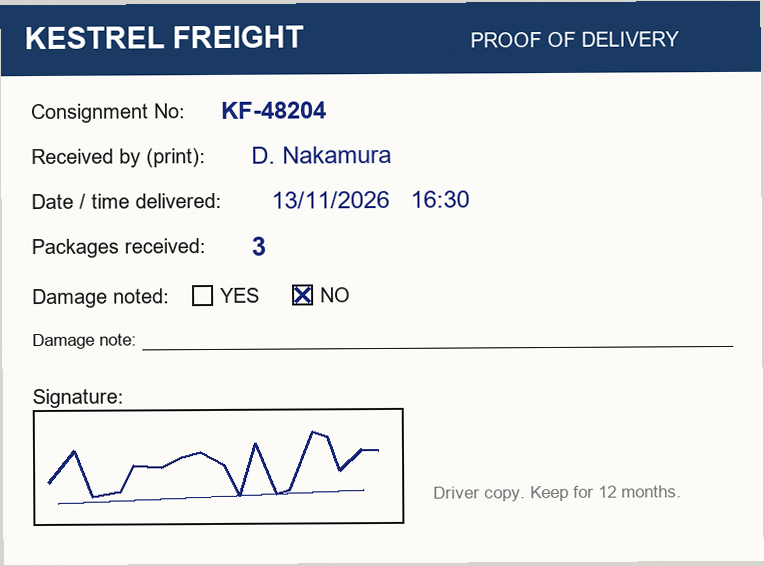 KESTREL FREIGHT PROOF OF DELIVERY
Consignment No: KF-48204
Received by (print): D. Nakamura
Date / time delivered: 13/11/2026 16:30
Packages received: 3
Damage noted: YES NO
Damage note:
Signature:
Driver copy. Keep for 12 months.